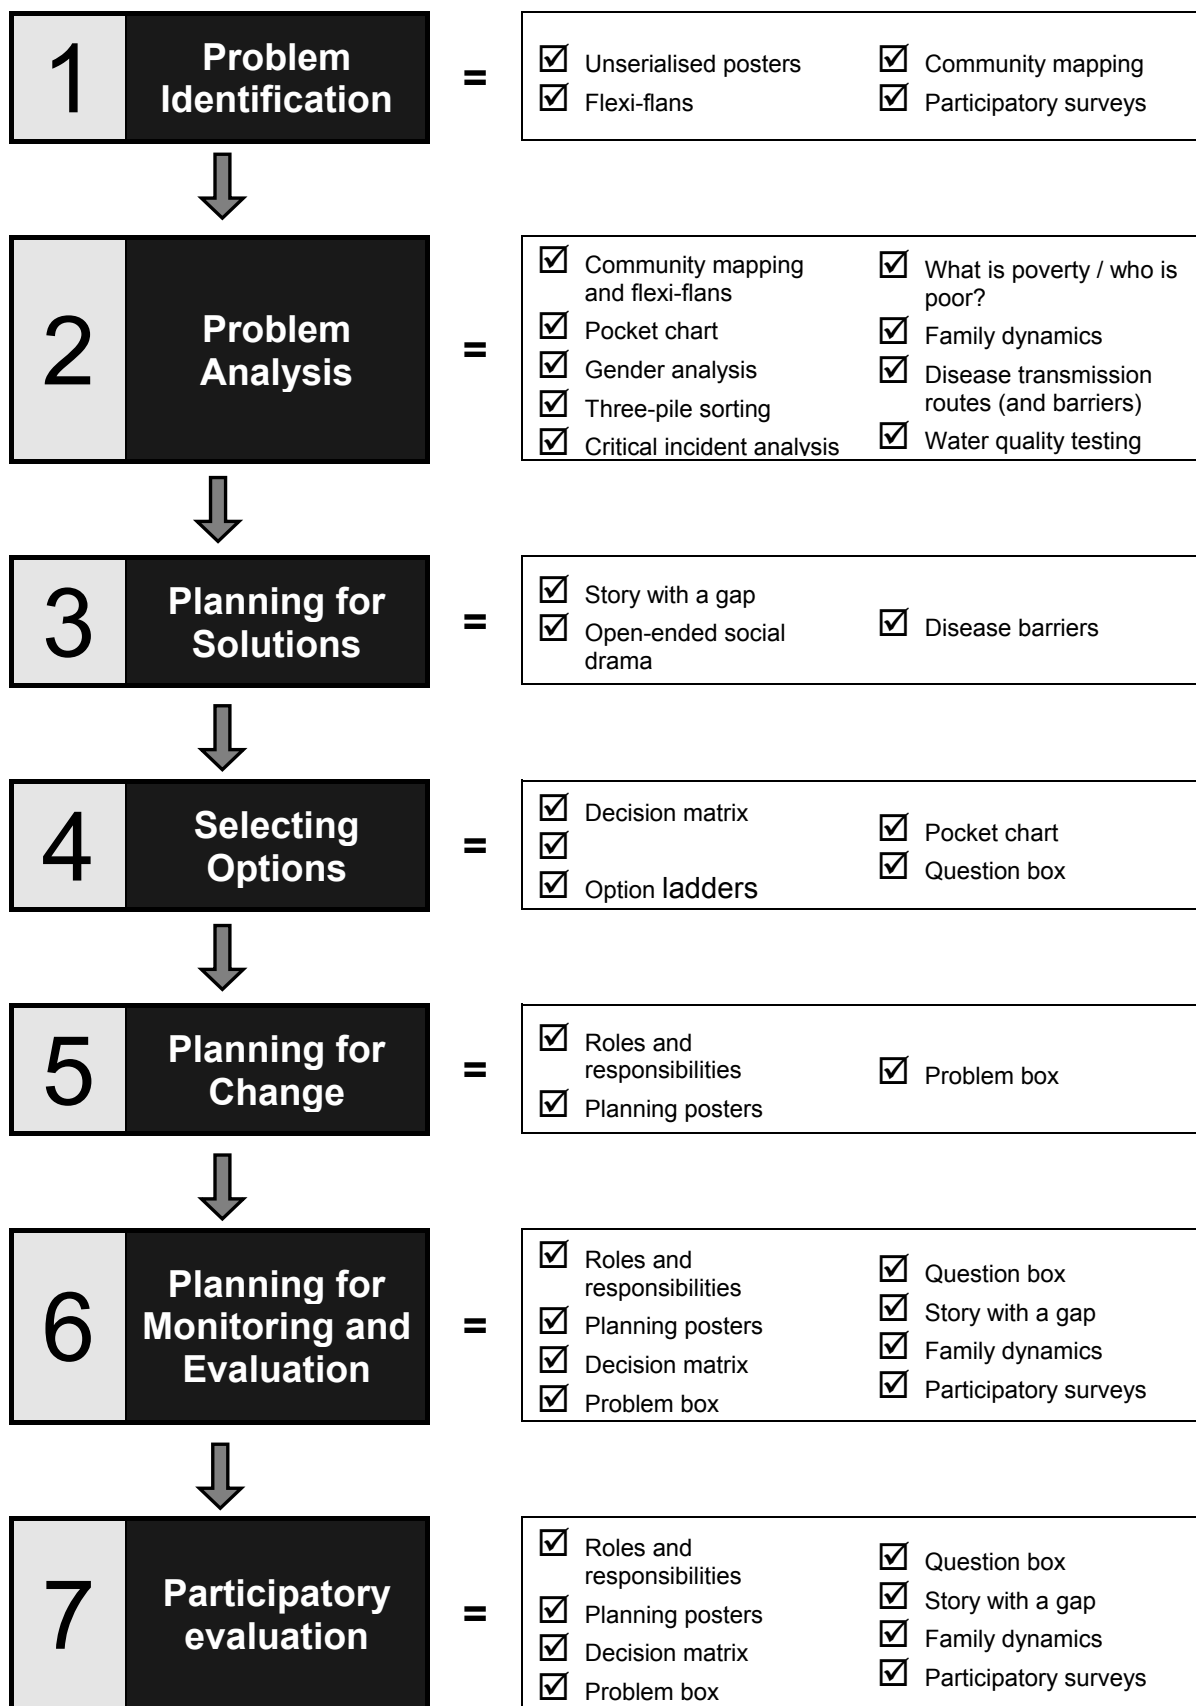 1
Problem
Identification
=
☑ Unserialised posters
☑ Flexi-flans
☑ Community mapping
☑ Participatory surveys
2
Problem
Analysis
=
☑ Community mapping
and flexi-flans
☑ Pocket chart
☑ Gender analysis
☑ Three-pile sorting
☑ Critical incident analysis
☑ What is poverty / who is
poor?
☑ Family dynamics
☑ Disease transmission
routes (and barriers)
☑ Water quality testing
3
Planning for
Solutions
=
☑ Story with a gap
☑ Open-ended social
drama
☑ Disease barriers
4
Selecting
Options
=
☑ Decision matrix
☑
☑ Option ladders
☑ Pocket chart
☑ Question box
5
Planning for
Change
=
☑ Roles and
responsibilities
☑ Planning posters
☑ Problem box
6
Planning for
Monitoring and
Evaluation
=
☑ Roles and
responsibilities
☑ Planning posters
☑ Decision matrix
☑ Problem box
☑ Question box
☑ Story with a gap
☑ Family dynamics
☑ Participatory surveys
7
Participatory
evaluation
=
☑ Roles and
responsibilities
☑ Planning posters
☑ Decision matrix
☑ Problem box
☑ Question box
☑ Story with a gap
☑ Family dynamics
☑ Participatory surveys